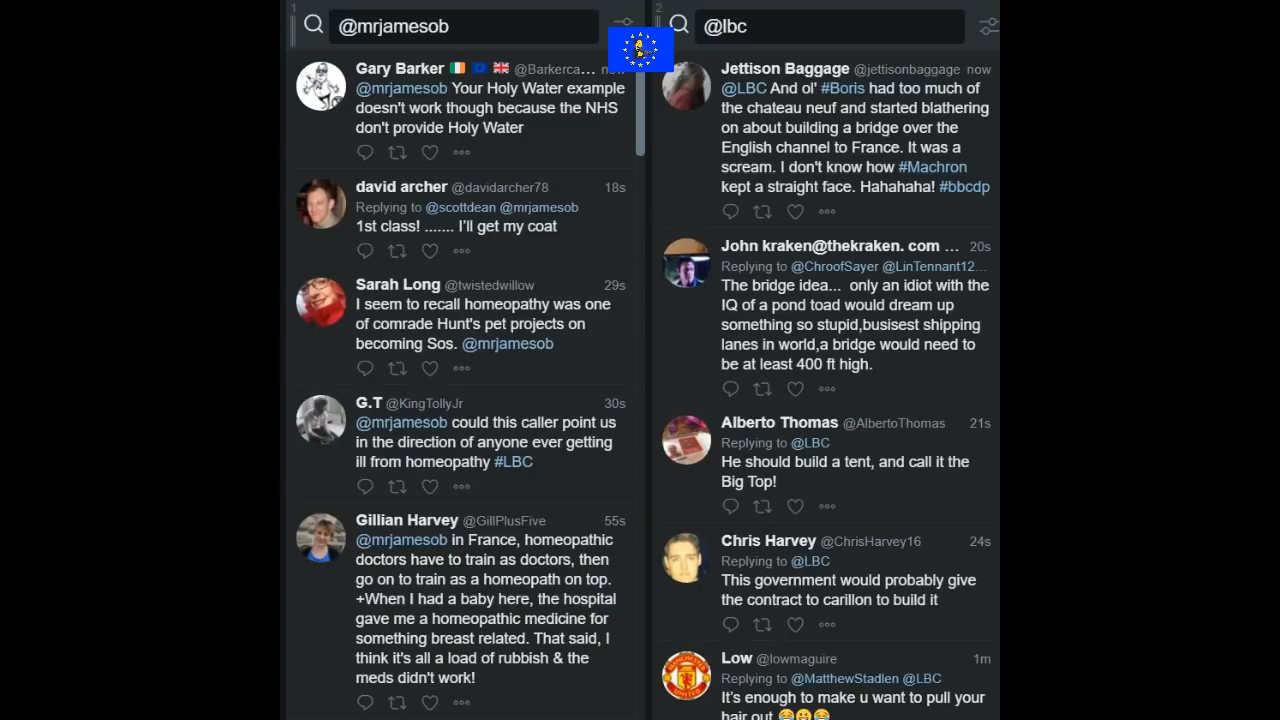 1
@mrjamesob
Gary Barker @Barkerca... now
@mrjamesob Your Holy Water example
doesn't work though because the NHS
don't provide Holy Water
david archer @davidarcher78 18s
Replying to @scottdean @mrjamesob
1st class! ....... I'll get my coat
Sarah Long @twistedwillow 29s
I seem to recall homeopathy was one
of comrade Hunt's pet projects on
becoming Sos. @mrjamesob
G.T @KingTollyJr 30s
@mrjamesob could this caller point us
in the direction of anyone ever getting
ill from homeopathy #LBC
Gillian Harvey @GillPlusFive 55s
@mrjamesob in France, homeopathic
doctors have to train as doctors, then
go on to train as a homeopath on top.
+When I had a baby here, the hospital
gave me a homeopathic medicine for
something breast related. That said, I
think it's all a load of rubbish & the
meds didn't work!
2
@lbc
Jettison Baggage @jettisonbaggage now
@LBC And ol' #Boris had too much of
the chateau neuf and started blathering
on about building a bridge over the
English channel to France. It was a
scream. I don't know how #Machron
kept a straight face. Hahahaha! #bbcdp
John kraken@thekraken. com ... 20s
Replying to @ChroofSayer @LinTennant12...
The bridge idea... only an idiot with the
IQ of a pond toad would dream up
something so stupid,busisest shipping
lanes in world,a bridge would need to
be at least 400 ft high.
Alberto Thomas @AlbertoThomas 21s
Replying to @LBC
He should build a tent, and call it the
Big Top!
Chris Harvey @ChrisHarvey16 24s
Replying to @LBC
This government would probably give
the contract to carillon to build it
Low @lowmaguire 1m
Replying to @MatthewStadlen @LBC
It's enough to make u want to pull your
hair out